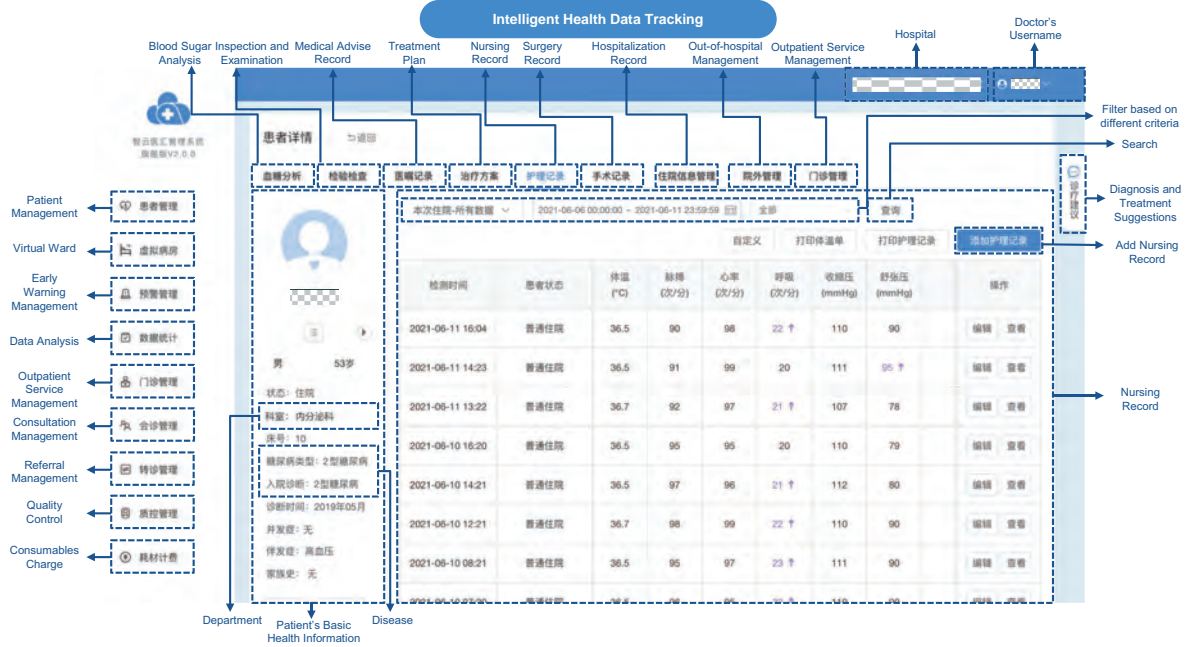 Intelligent Health Data Tracking
Blood Sugar
Analysis
Inspection and
Examination
Medical Advise
Record
Treatment
Plan
Nursing
Record
Surgery
Record
Hospitalization
Record
Out-of-hospital
Management
Outpatient Service
Management
Hospital
Doctor's
Username
Filter based on
different criteria
Search
Diagnosis and
Treatment
Suggestions
Add Nursing
Record
Nursing
Record
智云医汇管理系统
旗舰版V2.0.0
Patient
Management
患者管理
Virtual Ward
虚拟病房
Early
Warning
Management
预警管理
Data Analysis
数据统计
Outpatient
Service
Management
门诊管理
Consultation
Management
会诊管理
Referral
Management
转诊管理
Quality
Control
质控管理
Consumables
Charge
耗材计费
患者详情 返回
血糖分析 检验检查 医嘱记录 治疗方案 护理记录 手术记录 住院信息管理 院外管理 门诊管理
诊疗建议
男 53岁
状态：住院
科室：内分泌科
床号：10
糖尿病类型：2型糖尿病
入院诊断：2型糖尿病
诊断时间：2019年05月
并发症：无
伴发症：高血压
家族史：无
本次住院-所有数据 2021-06-06 00:00:00 ~ 2021-06-11 23:59:59 全部 查询
自定义 打印体温单 打印护理记录 添加护理记录
检测时间 患者状态 体温(°C) 脉搏(次/分) 心率(次/分) 呼吸(次/分) 收缩压(mmHg) 舒张压(mmHg) 操作
2021-06-11 16:04 普通住院 36.5 90 98 22 ↑ 110 90 编辑 查看
2021-06-11 14:23 普通住院 36.5 91 99 20 111 95 ↑ 编辑 查看
2021-06-11 13:22 普通住院 36.7 92 97 21 ↑ 107 78 编辑 查看
2021-06-10 16:20 普通住院 36.5 95 95 20 110 79 编辑 查看
2021-06-10 14:21 普通住院 36.5 97 96 21 ↑ 112 80 编辑 查看
2021-06-10 12:21 普通住院 36.7 98 99 22 ↑ 110 90 编辑 查看
2021-06-10 08:21 普通住院 36.5 95 97 23 ↑ 111 90 编辑 查看
Department
Patient's Basic
Health Information
Disease